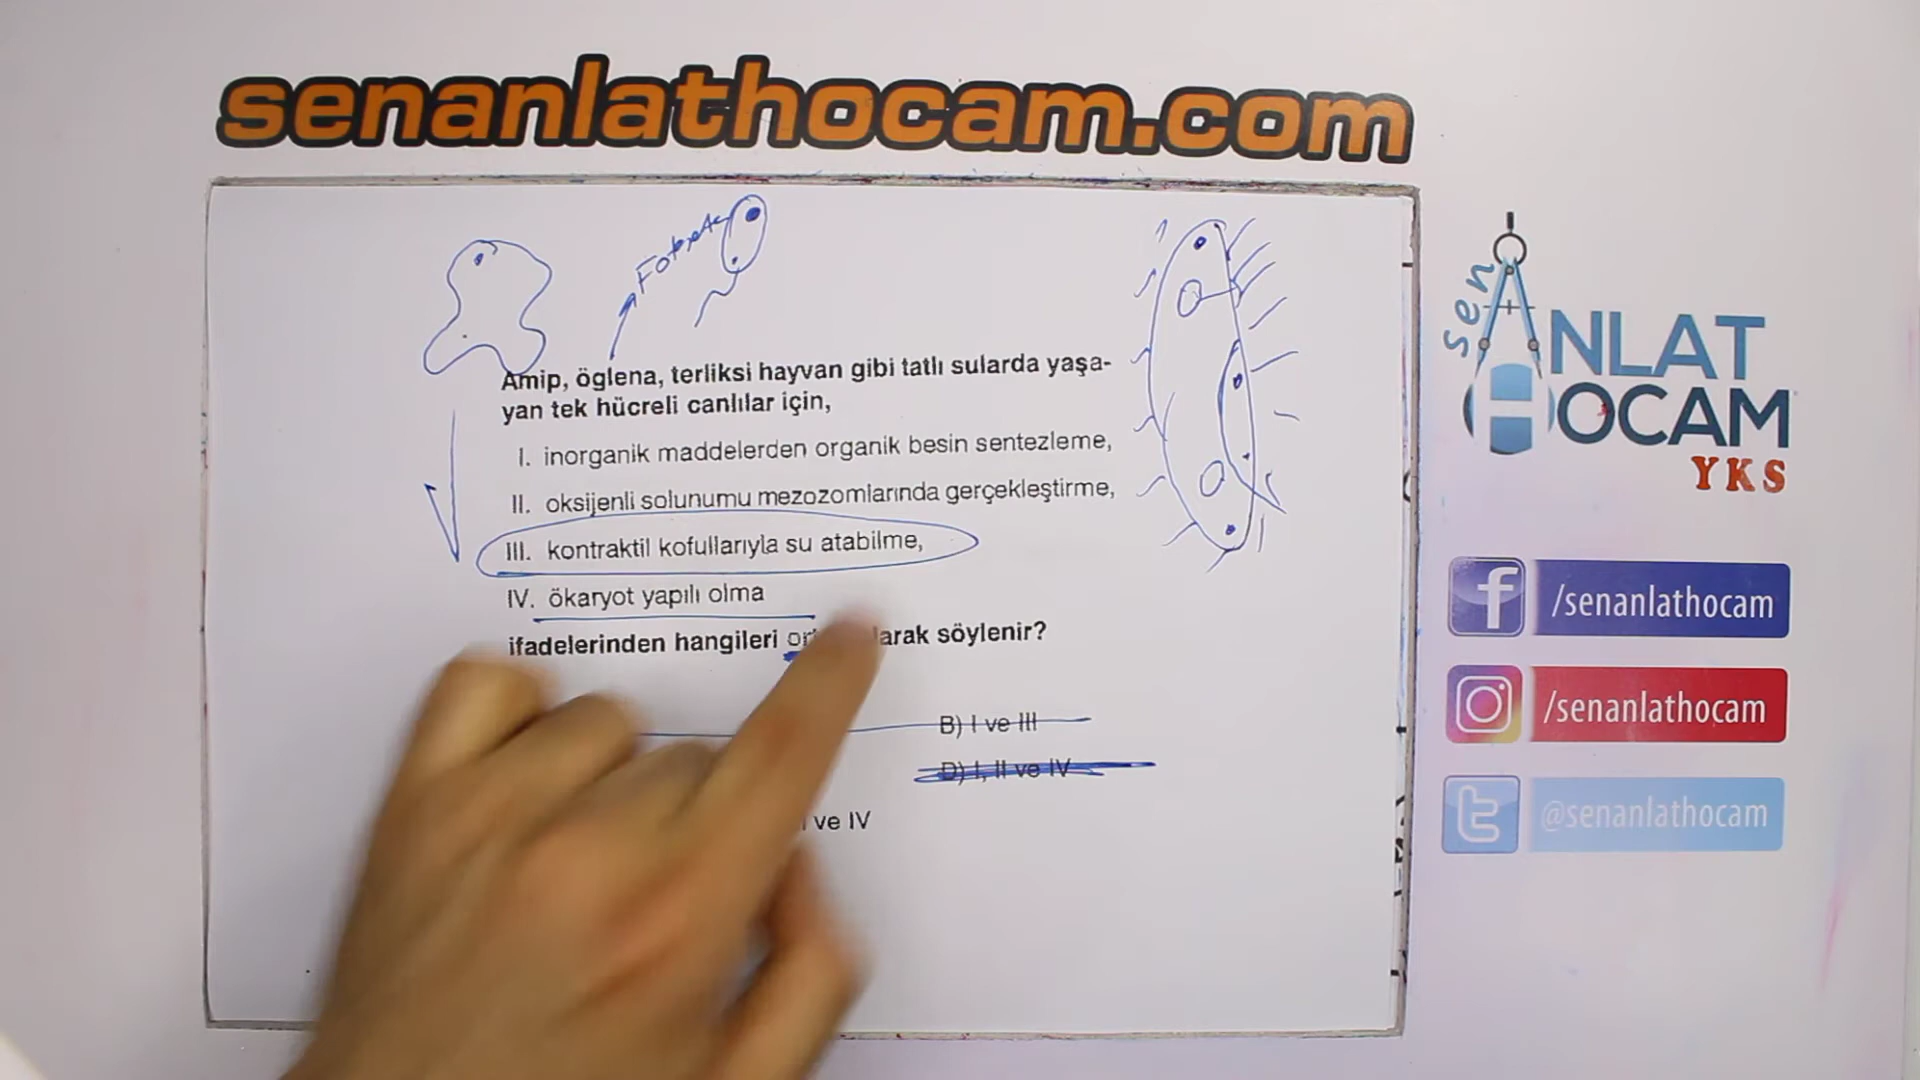 senanlathocam.com
Amip, öglena, terliksi hayvan gibi tatlı sularda yaşa-
yan tek hücreli canlılar için,
I. inorganik maddelerden organik besin sentezleme,
II. oksijenli solunumu mezozomlarında gerçekleştirme,
III. kontraktil kofullarıyla su atabilme,
IV. ökaryot yapılı olma
ifadelerinden hangileri söylenir?
B) I ve III
D) I, II ve IV
ve IV
sen
ANLAT
HOCAM
YKS
/senanlathocam
/senanlathocam
@senanlathocam